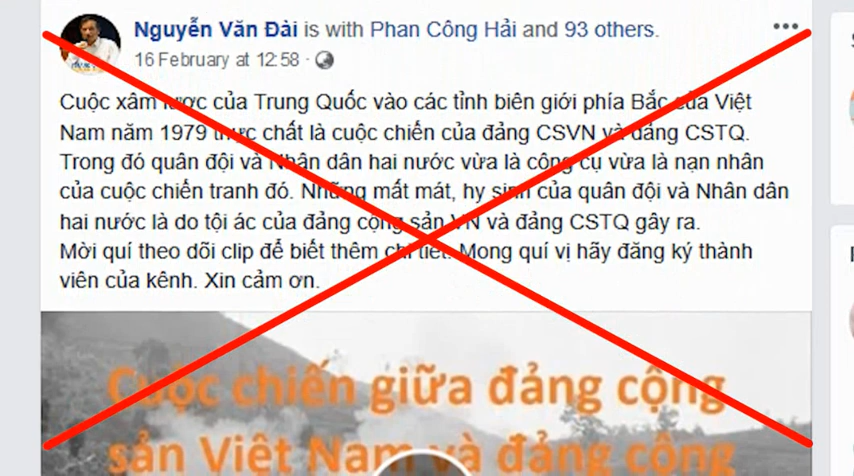 Nguyễn Văn Đài is with Phan Công Hải and 93 others.
16 February at 12:58 ·
Cuộc xâm lược của Trung Quốc vào các tỉnh biên giới phía Bắc của Việt
Nam năm 1979 thực chất là cuộc chiến của đảng CSVN và đảng CSTQ.
Trong đó quân đội và Nhân dân hai nước vừa là công cụ vừa là nạn nhân
của cuộc chiến tranh đó. Những mất mát, hy sinh của quân đội và Nhân dân
hai nước là do tội ác của đảng cộng sản VN và đảng CSTQ gây ra.
Mời quí theo dõi clip để biết thêm chi tiết. Mong quí vị hãy đăng ký thành
viên của kênh. Xin cảm ơn.
Cuộc chiến giữa đảng cộng
sản Việt Nam và đảng cộng